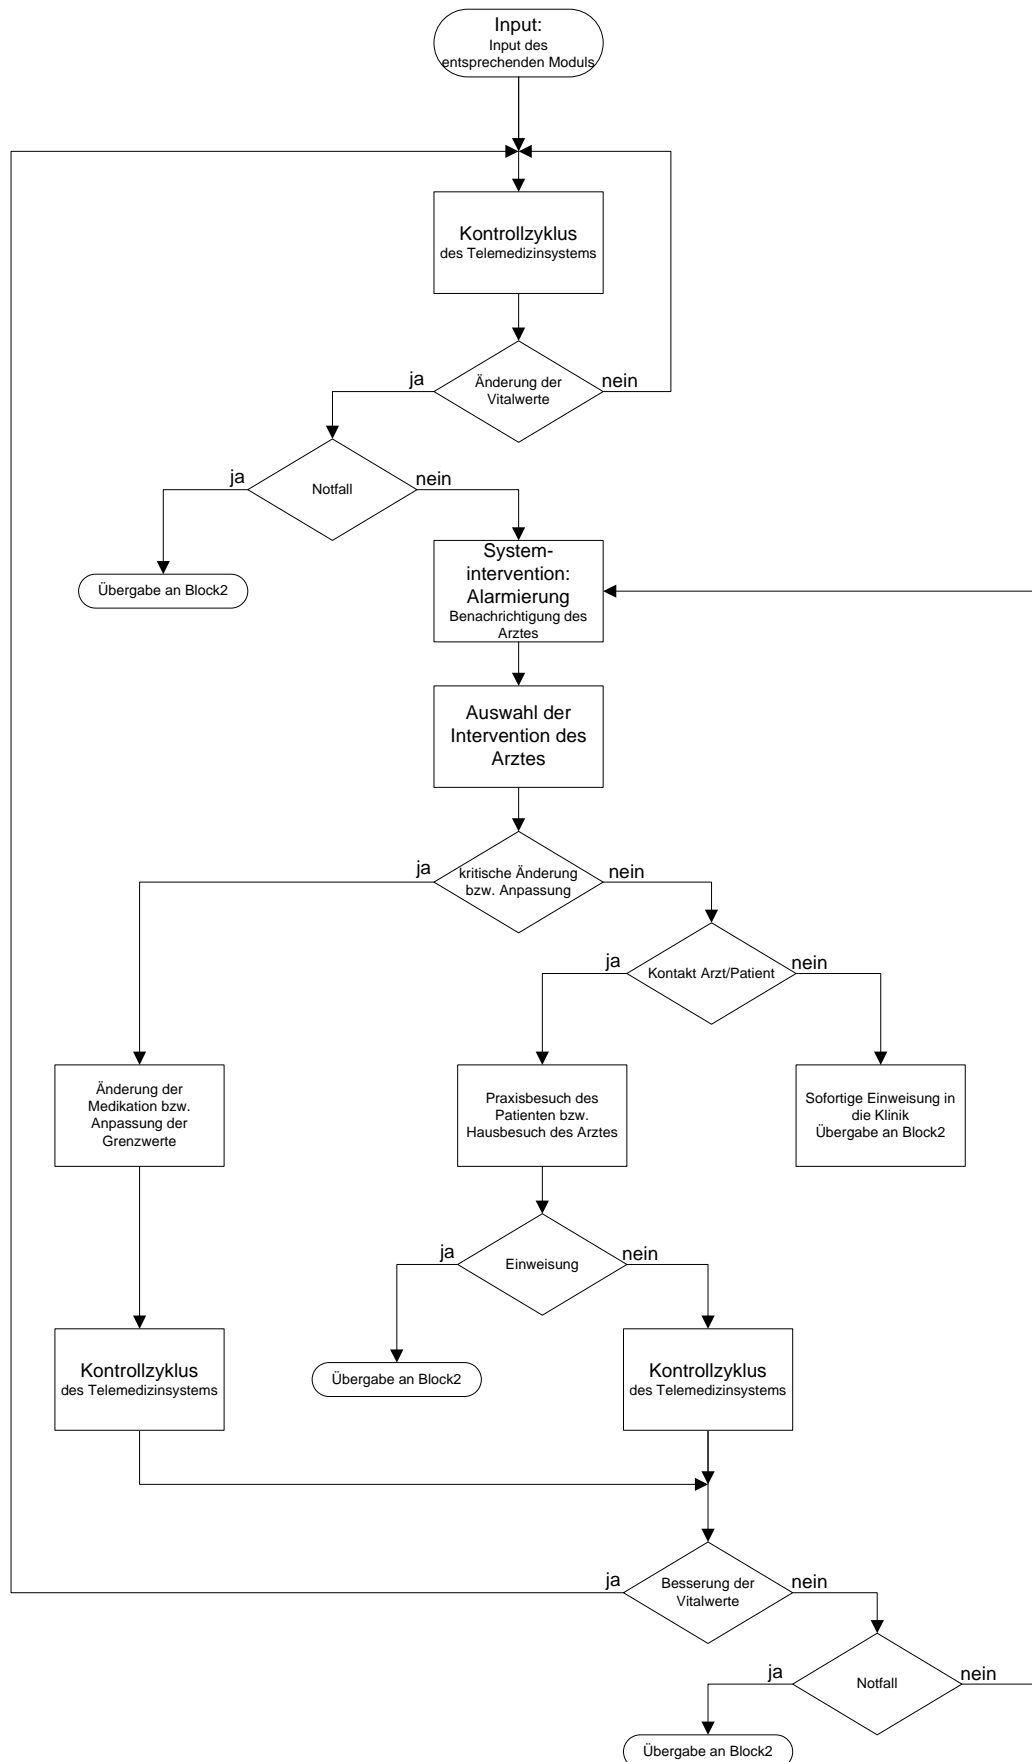 Input:
Input des
entsprechenden Moduls
Kontrollzyklus
des Telemedizinsystems
ja
Änderung der
Vitalwerte
nein
ja
Notfall
nein
Übergabe an Block2
System-
intervention:
Alarmierung
Benachrichtigung des
Arztes
Auswahl der
Intervention des
Arztes
ja
kritische Änderung
bzw. Anpassung
nein
ja
Kontakt Arzt/Patient
nein
Änderung der
Medikation bzw.
Anpassung der
Grenzwerte
Praxisbesuch des
Patienten bzw.
Hausbesuch des Arztes
Sofortige Einweisung in
die Klinik
Übergabe an Block2
ja
Einweisung
nein
Kontrollzyklus
des Telemedizinsystems
Übergabe an Block2
Kontrollzyklus
des Telemedizinsystems
ja
Besserung der
Vitalwerte
nein
ja
Notfall
nein
Übergabe an Block2